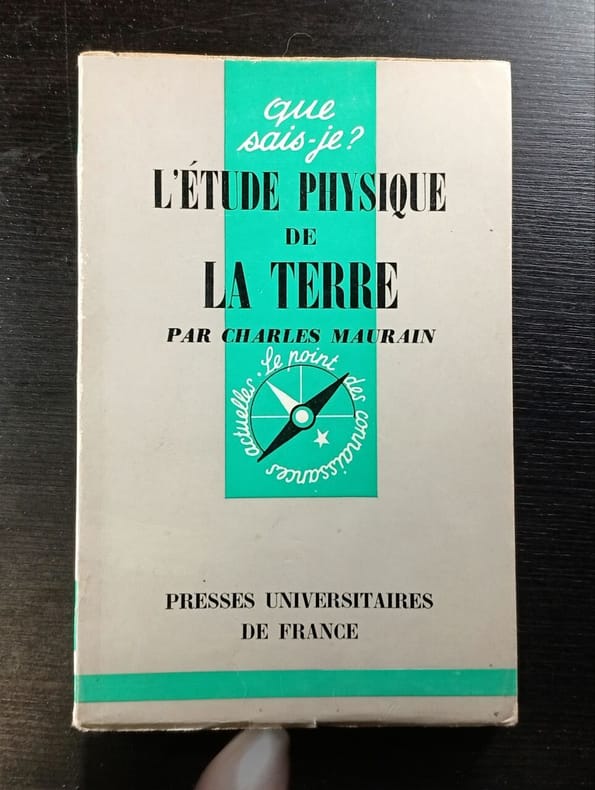 que
sais-je?
L'ÉTUDE PHYSIQUE
DE
LA TERRE
PAR CHARLES MAURAIN
Le point des connaissances actuelles.
PRESSES UNIVERSITAIRES
DE FRANCE